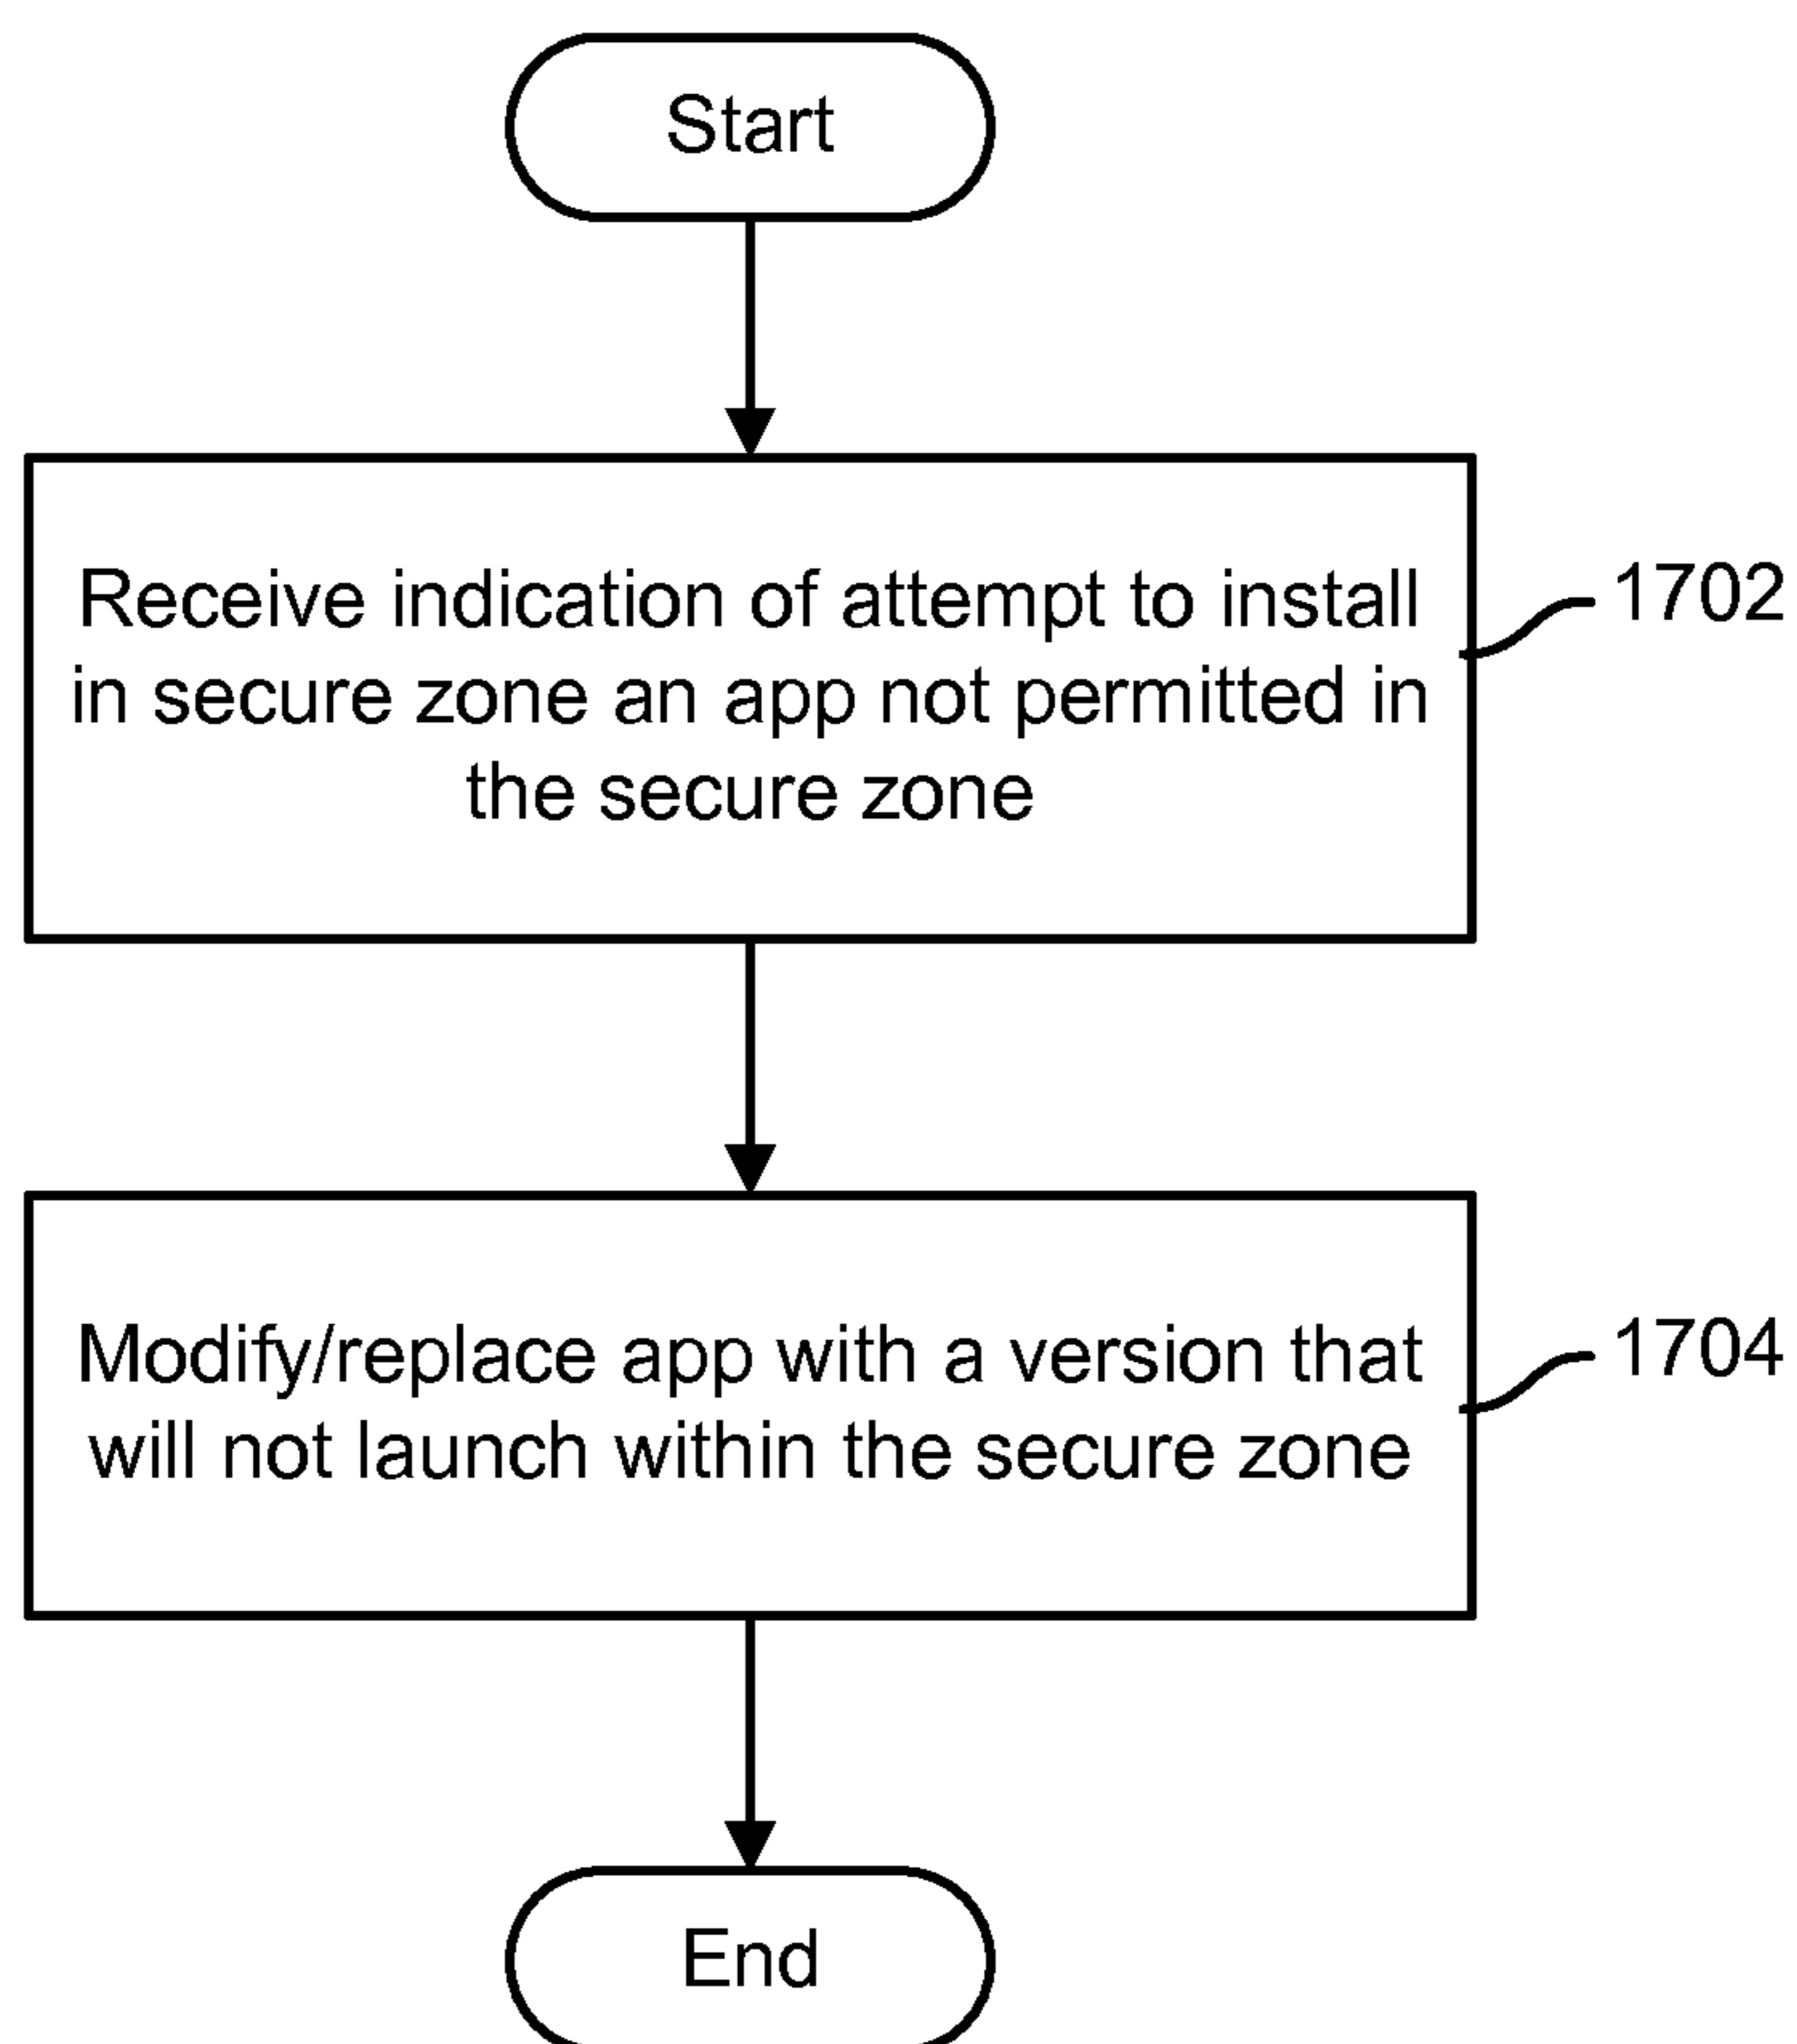 Start
Receive indication of attempt to install
in secure zone an app not permitted in
the secure zone
1702
Modify/replace app with a version that
will not launch within the secure zone
1704
End